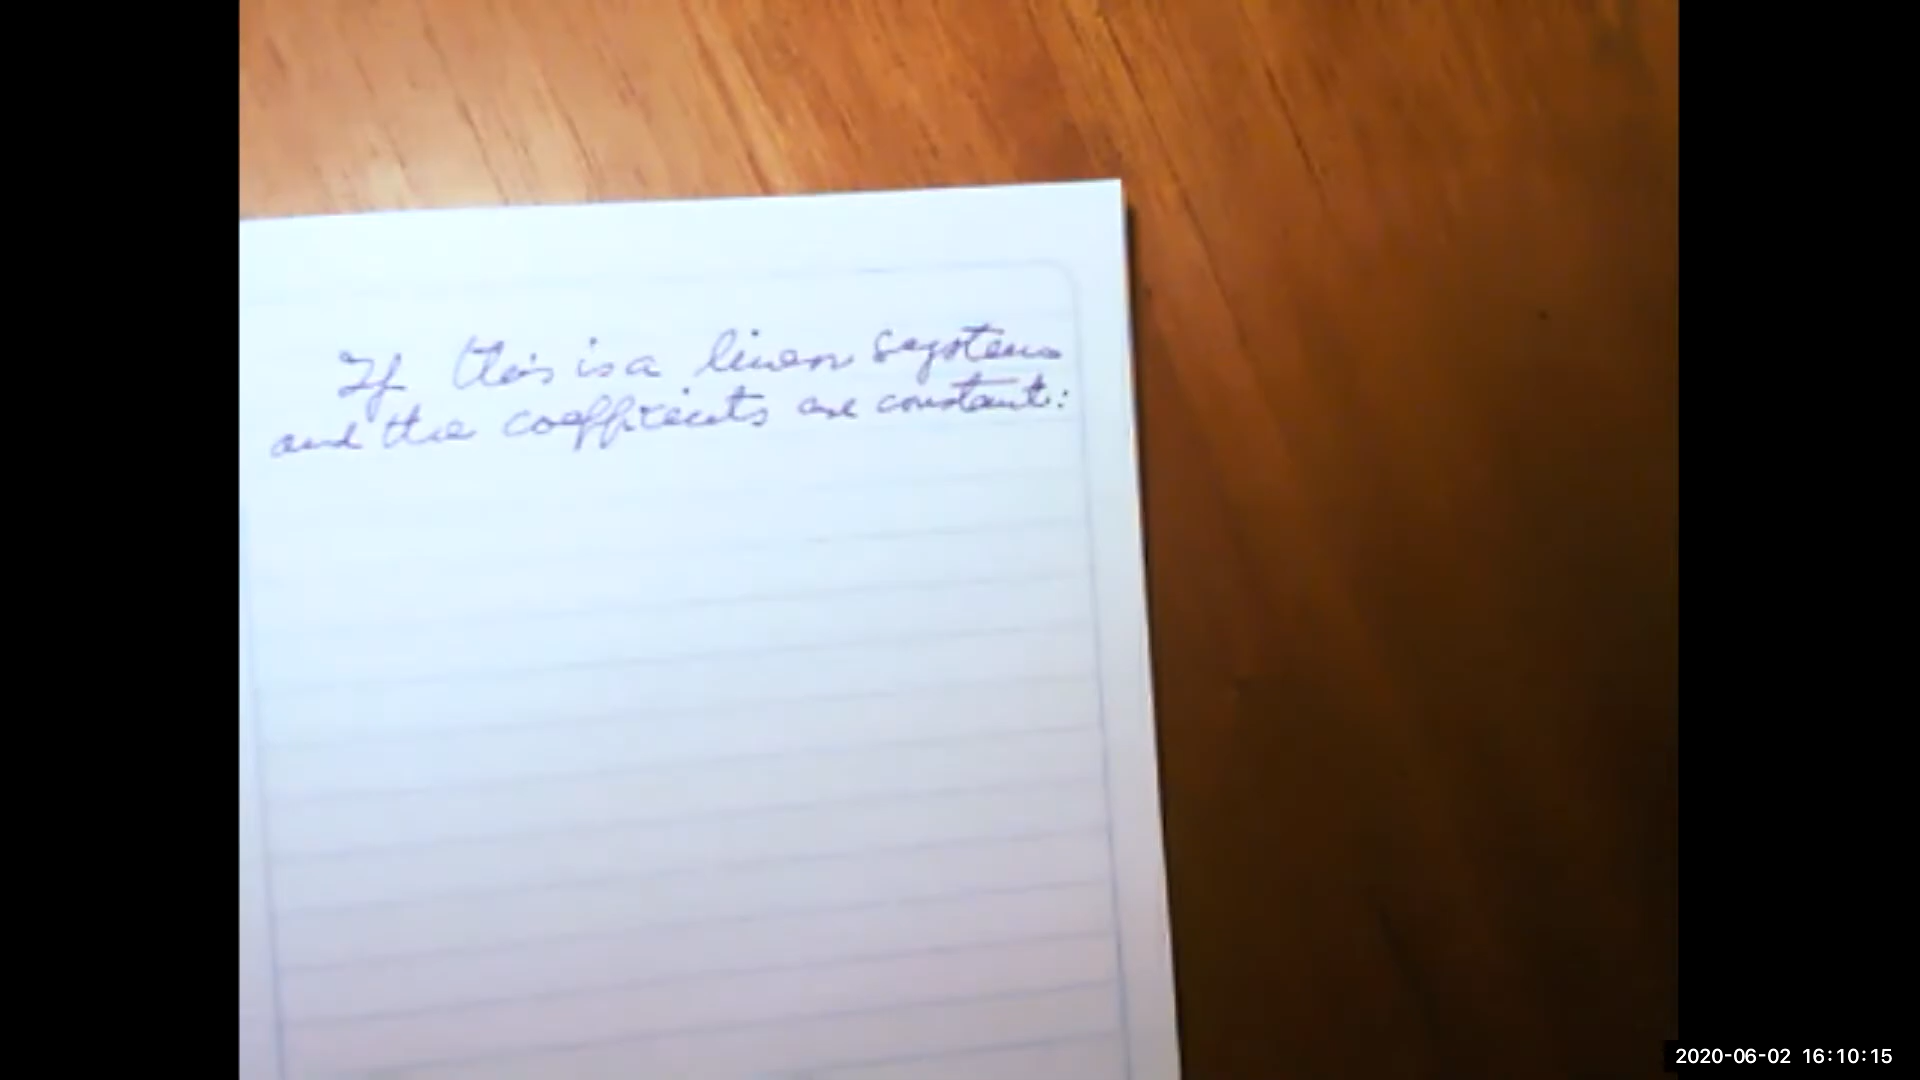 If this is a linear system
and the coefficients are constant:
2020-06-02 16:10:15